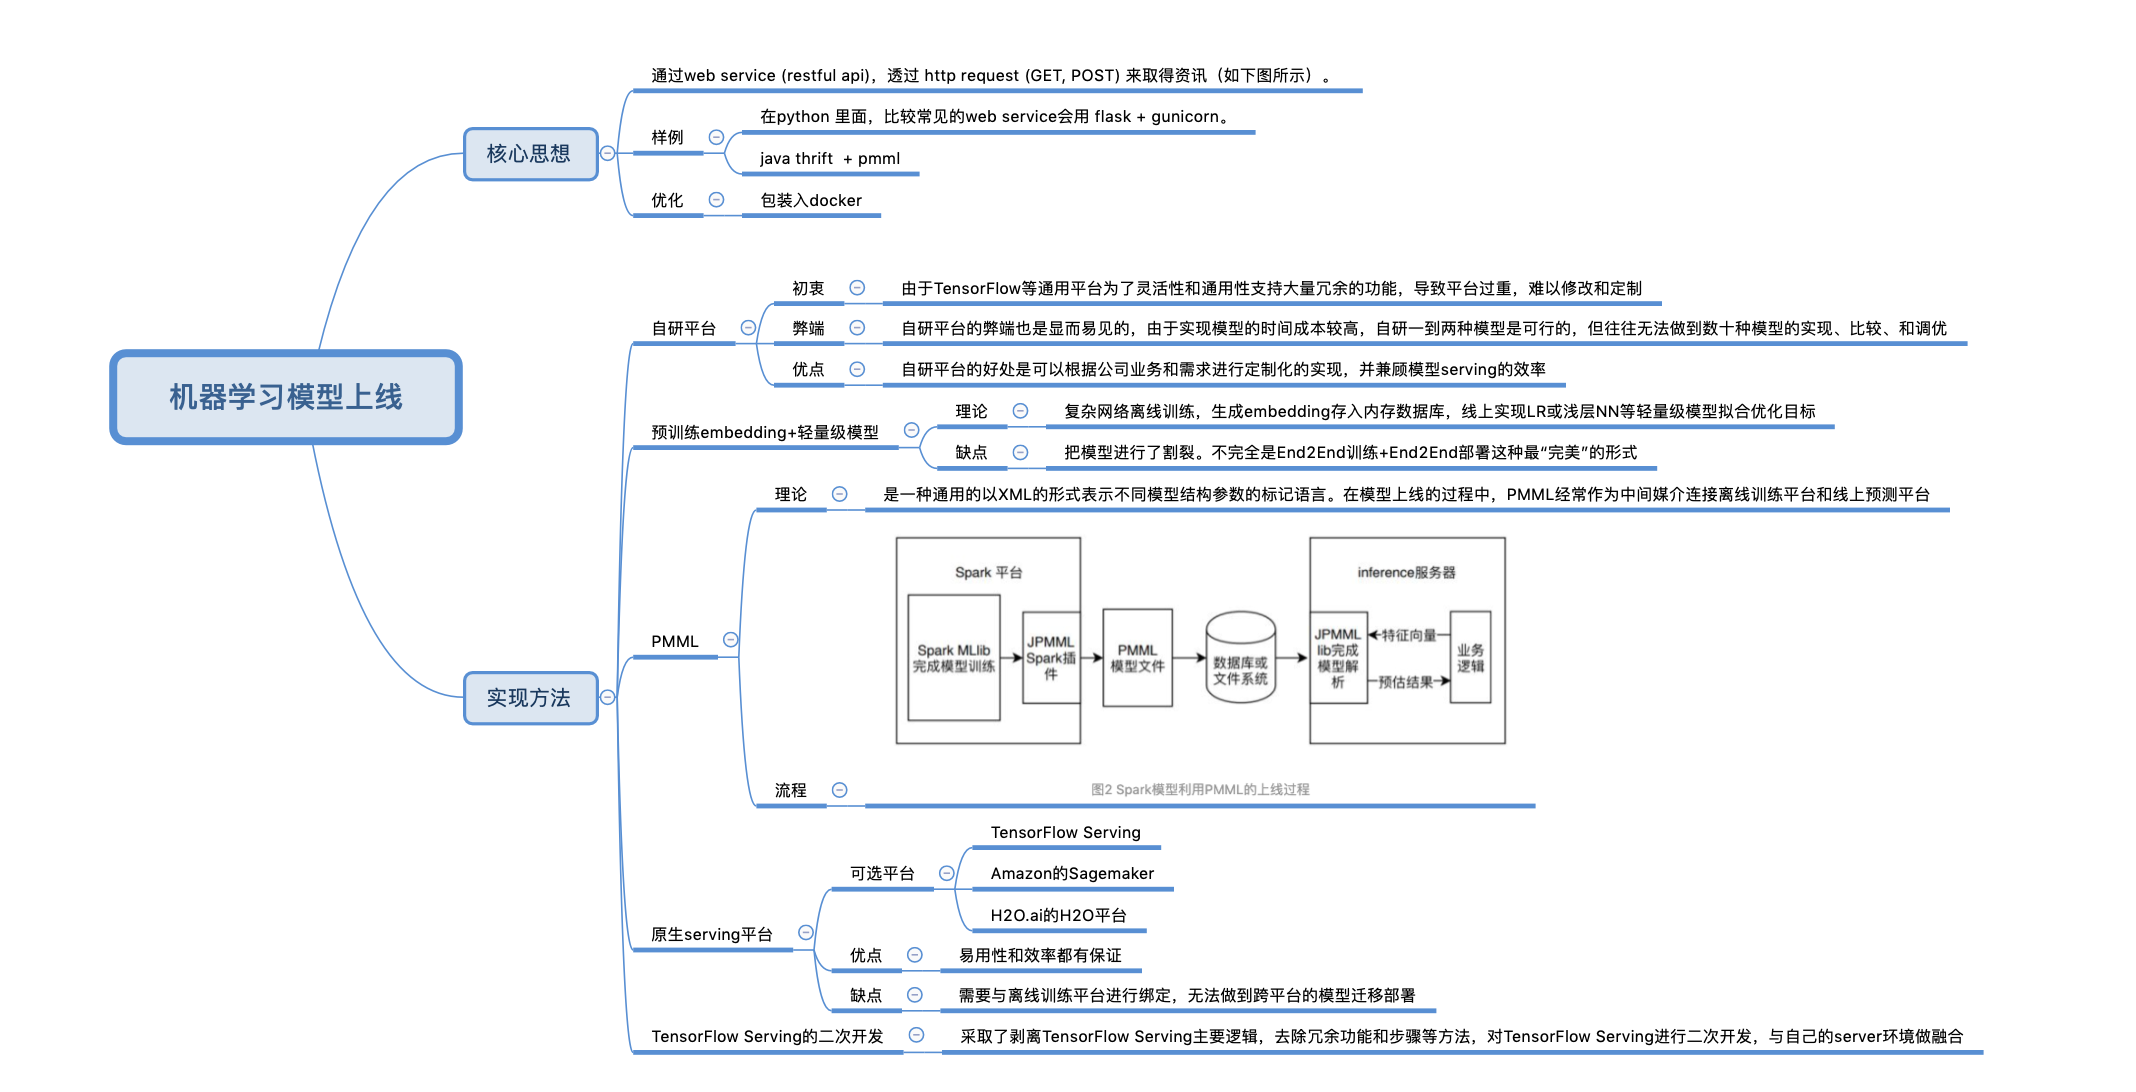 机器学习模型上线
核心思想
通过web service (restful api)，透过 http request (GET, POST) 来取得资讯（如下图所示）。
样例
在python 里面，比较常见的web service会用 flask + gunicorn。
java thrift  + pmml
优化
包装入docker
实现方法
自研平台
初衷
由于TensorFlow等通用平台为了灵活性和通用性支持大量冗余的功能，导致平台过重，难以修改和定制
弊端
自研平台的弊端也是显而易见的，由于实现模型的时间成本较高，自研一到两种模型是可行的，但往往无法做到数十种模型的实现、比较、和调优
优点
自研平台的好处是可以根据公司业务和需求进行定制化的实现，并兼顾模型serving的效率
预训练embedding+轻量级模型
理论
复杂网络离线训练，生成embedding存入内存数据库，线上实现LR或浅层NN等轻量级模型拟合优化目标
缺点
把模型进行了割裂。不完全是End2End训练+End2End部署这种最“完美”的形式
PMML
理论
是一种通用的以XML的形式表示不同模型结构参数的标记语言。在模型上线的过程中，PMML经常作为中间媒介连接离线训练平台和线上预测平台
流程
Spark 平台
Spark MLlib
完成模型训练
JPMML
Spark插
件
PMML
模型文件
数据库或
文件系统
inference服务器
JPMML
lib完成
模型解
析
特征向量
预估结果
业务
逻辑
图2 Spark模型利用PMML的上线过程
原生serving平台
可选平台
TensorFlow Serving
Amazon的Sagemaker
H2O.ai的H2O平台
优点
易用性和效率都有保证
缺点
需要与离线训练平台进行绑定，无法做到跨平台的模型迁移部署
TensorFlow Serving的二次开发
采取了剥离TensorFlow Serving主要逻辑，去除冗余功能和步骤等方法，对TensorFlow Serving进行二次开发，与自己的server环境做融合